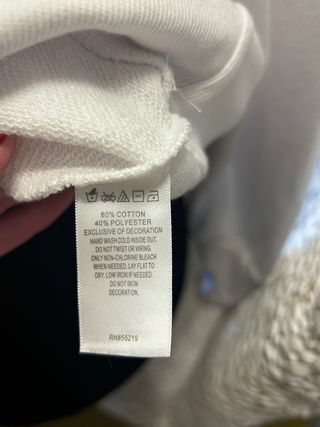 60% COTTON
40% POLYESTER
EXCLUSIVE OF DECORATION
HAND WASH COLD INSIDE OUT.
DO NOT TWIST OR WRING.
ONLY NON-CHLORINE BLEACH
WHEN NEEDED, LAY FLAT TO
DRY. LOW IRON IF NEEDED.
DO NOT IRON
DECORATION.
RN#55219